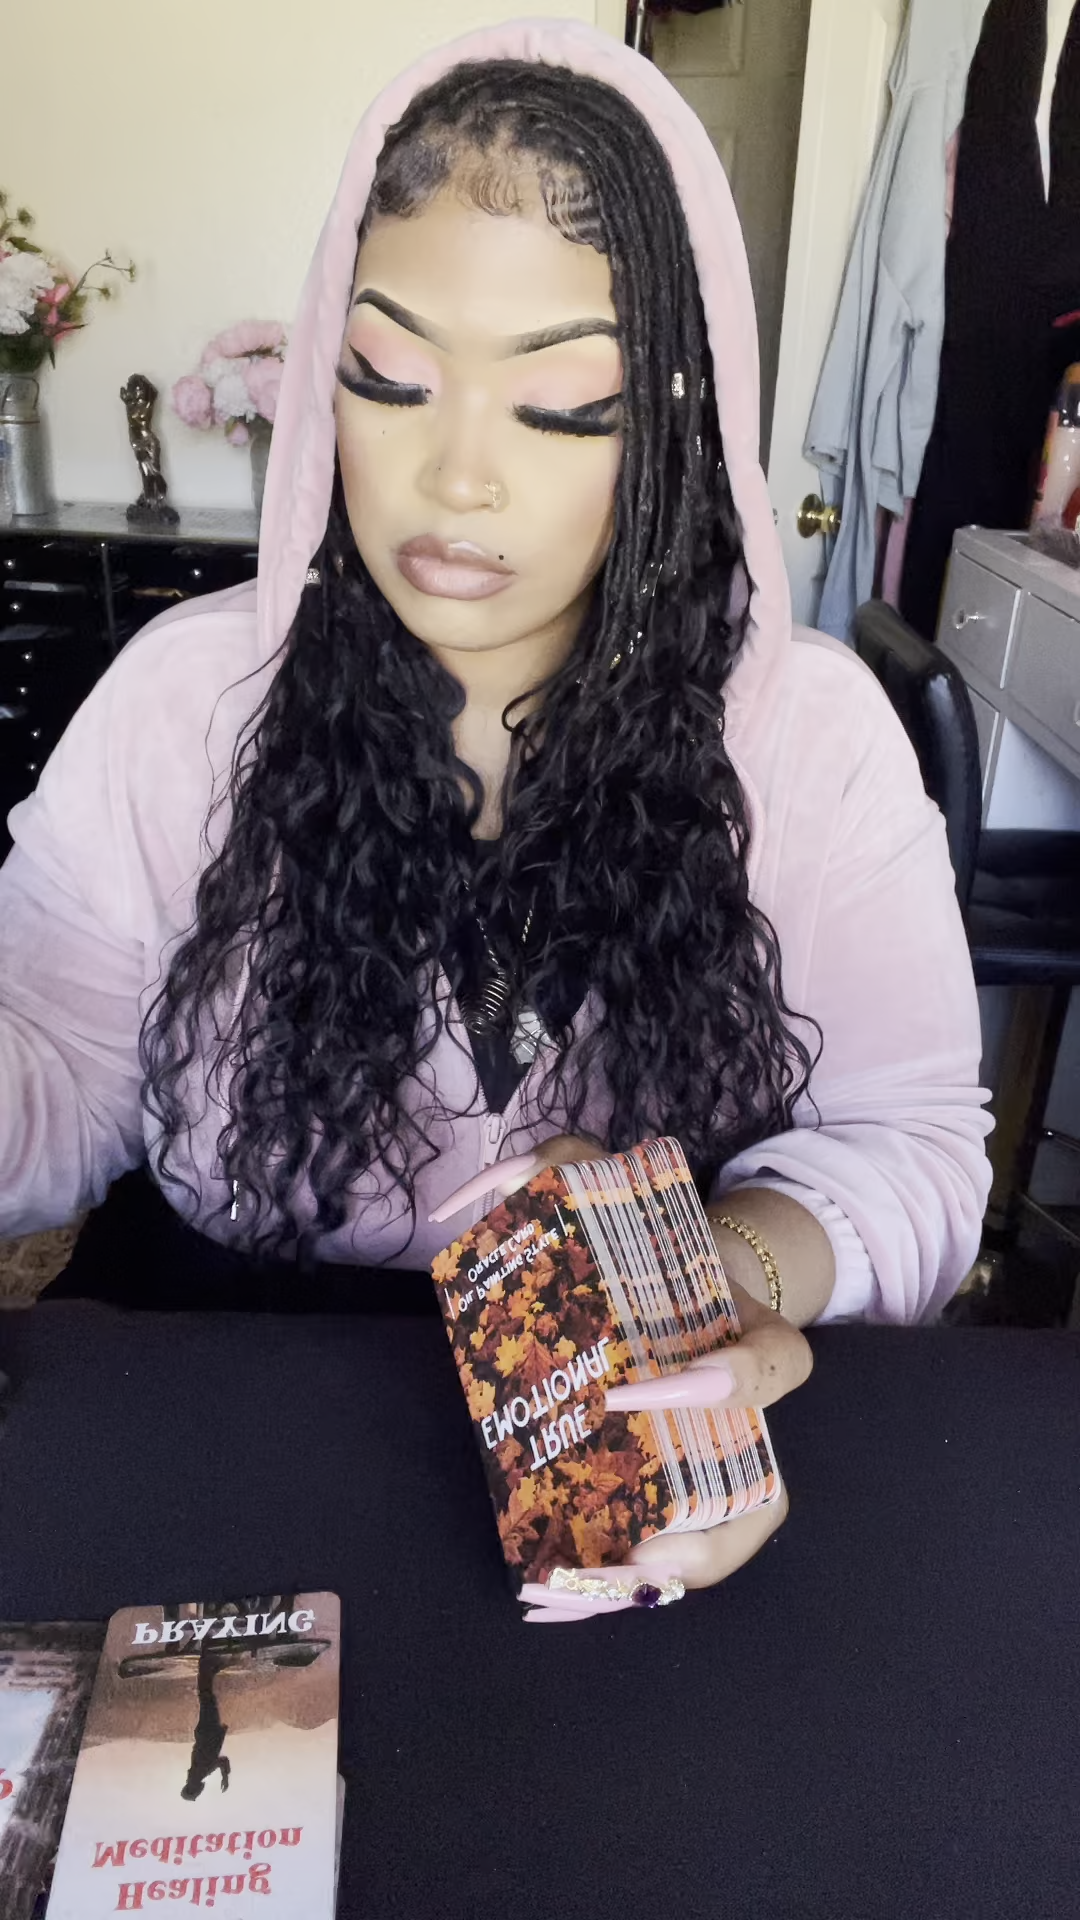 TRUE
EMOTIONAL
OIL PAINTING STYLE
ORACLE CARD
PRAYING
Meditation
Healing